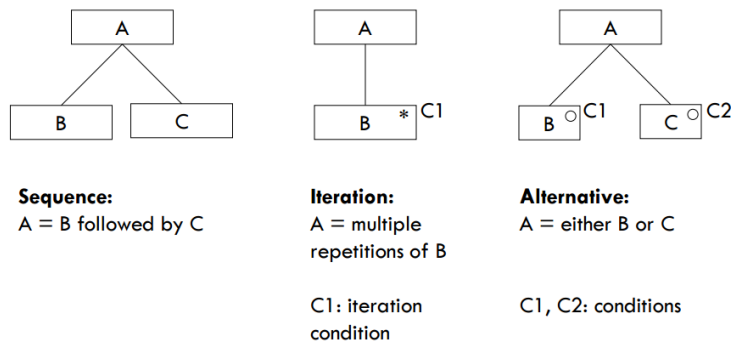 A
B
C
Sequence:
A = B followed by C
A
B * C1
Iteration:
A = multiple
repetitions of B
C1: iteration
condition
A
B C1
C C2
Alternative:
A = either B or C
C1, C2: conditions